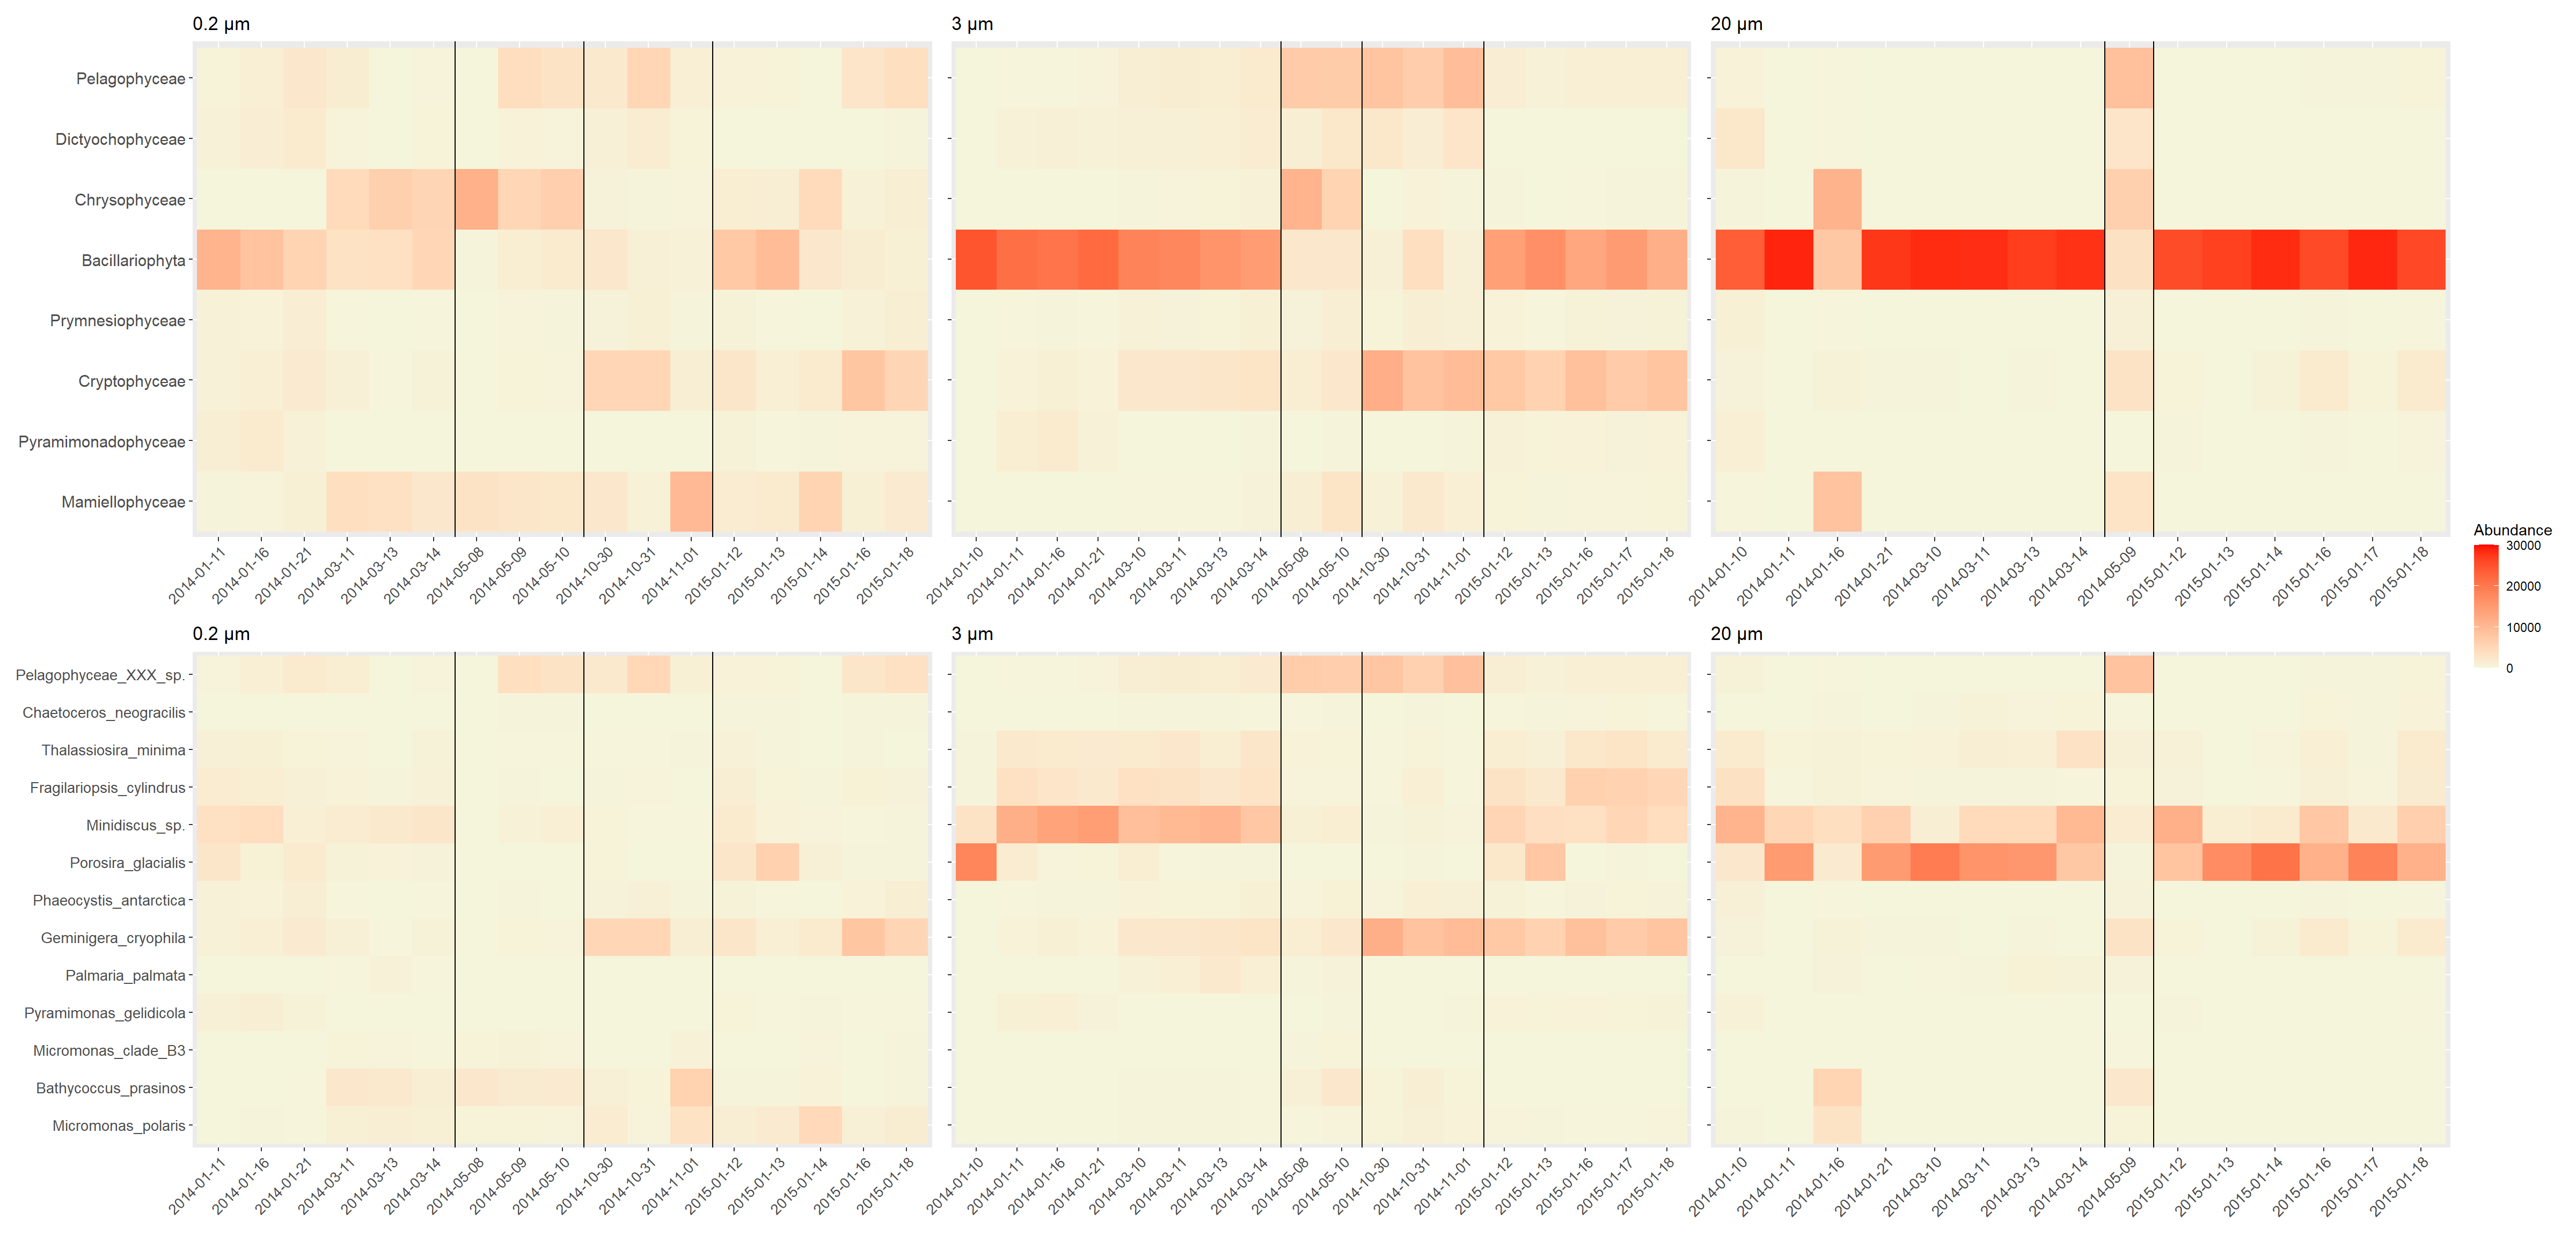 0.2 µm 3 µm 20 µm
Pelagophyceae
Dictyochophyceae
Chrysophyceae
Bacillariophyta
Prymnesiophyceae
Cryptophyceae
Pyramimonadophyceae
Mamiellophyceae
2014-01-11 2014-01-16 2014-01-21 2014-03-11 2014-03-13 2014-03-14 2014-05-08 2014-05-09 2014-05-10 2014-10-30 2014-10-31 2014-11-01 2015-01-12 2015-01-13 2015-01-14 2015-01-16 2015-01-18
2014-01-10 2014-01-11 2014-01-16 2014-01-21 2014-03-10 2014-03-11 2014-03-13 2014-03-14 2014-05-08 2014-05-10 2014-10-30 2014-10-31 2014-11-01 2015-01-12 2015-01-13 2015-01-16 2015-01-17 2015-01-18
2014-01-10 2014-01-11 2014-01-16 2014-01-21 2014-03-10 2014-03-11 2014-03-13 2014-03-14 2014-05-09 2015-01-12 2015-01-13 2015-01-14 2015-01-16 2015-01-17 2015-01-18
Abundance
30000
20000
10000
0
0.2 µm 3 µm 20 µm
Pelagophyceae_XXX_sp.
Chaetoceros_neogracilis
Thalassiosira_minima
Fragilariopsis_cylindrus
Minidiscus_sp.
Porosira_glacialis
Phaeocystis_antarctica
Geminigera_cryophila
Palmaria_palmata
Pyramimonas_gelidicola
Micromonas_clade_B3
Bathycoccus_prasinos
Micromonas_polaris
2014-01-11 2014-01-16 2014-01-21 2014-03-11 2014-03-13 2014-03-14 2014-05-08 2014-05-09 2014-05-10 2014-10-30 2014-10-31 2014-11-01 2015-01-12 2015-01-13 2015-01-14 2015-01-16 2015-01-18
2014-01-10 2014-01-11 2014-01-16 2014-01-21 2014-03-10 2014-03-11 2014-03-13 2014-03-14 2014-05-08 2014-05-10 2014-10-30 2014-10-31 2014-11-01 2015-01-12 2015-01-13 2015-01-16 2015-01-17 2015-01-18
2014-01-10 2014-01-11 2014-01-16 2014-01-21 2014-03-10 2014-03-11 2014-03-13 2014-03-14 2014-05-09 2015-01-12 2015-01-13 2015-01-14 2015-01-16 2015-01-17 2015-01-18